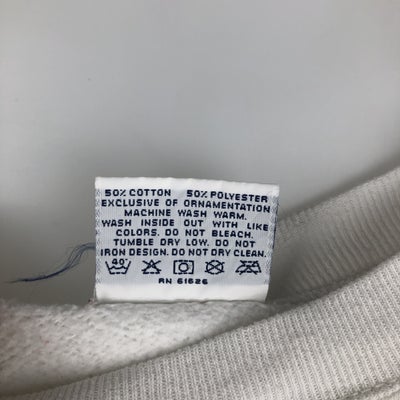 50% COTTON 50% POLYESTER
EXCLUSIVE OF ORNAMENTATION
MACHINE WASH WARM.
WASH INSIDE OUT WITH LIKE
COLORS. DO NOT BLEACH.
TUMBLE DRY LOW. DO NOT
IRON DESIGN. DO NOT DRY CLEAN.
40°
RN 61626